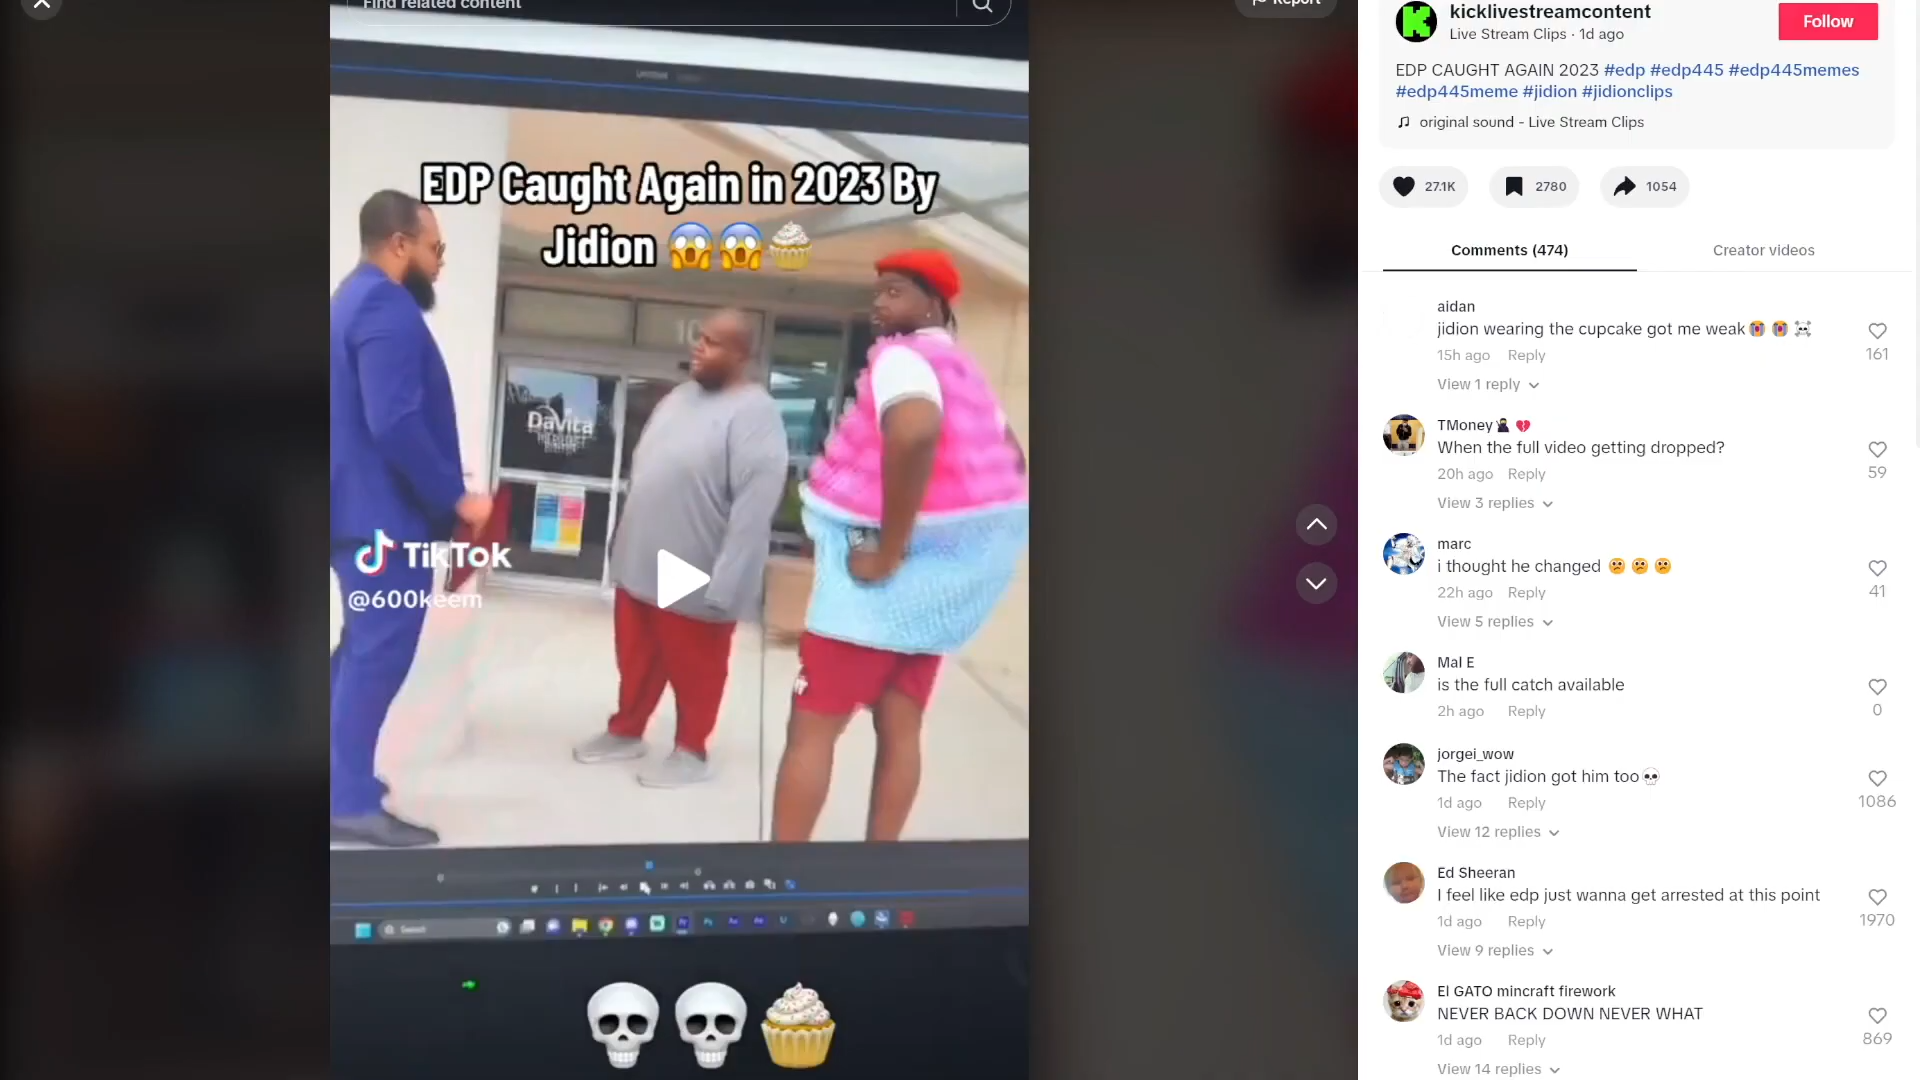 Find related content
Report
EDP Caught Again in 2023 By
Jidion 😱😱🧁
10
DaVita
TikTok
@600keem
Search
💀💀🧁
kicklivestreamcontent
Live Stream Clips · 1d ago
Follow
EDP CAUGHT AGAIN 2023 #edp #edp445 #edp445memes
#edp445meme #jidion #jidionclips
original sound - Live Stream Clips
27.1K
2780
1054
Comments (474)
Creator videos
aidan
jidion wearing the cupcake got me weak😭😭☠️
15h ago Reply
161
View 1 reply
TMoney🥷🏿💔
When the full video getting dropped?
20h ago Reply
59
View 3 replies
marc
i thought he changed 😕😕😕
22h ago Reply
41
View 5 replies
Mal E
is the full catch available
2h ago Reply
0
jorgei_wow
The fact jidion got him too💀
1d ago Reply
1086
View 12 replies
Ed Sheeran
I feel like edp just wanna get arrested at this point
1d ago Reply
1970
View 9 replies
El GATO mincraft firework
NEVER BACK DOWN NEVER WHAT
1d ago Reply
869
View 14 replies